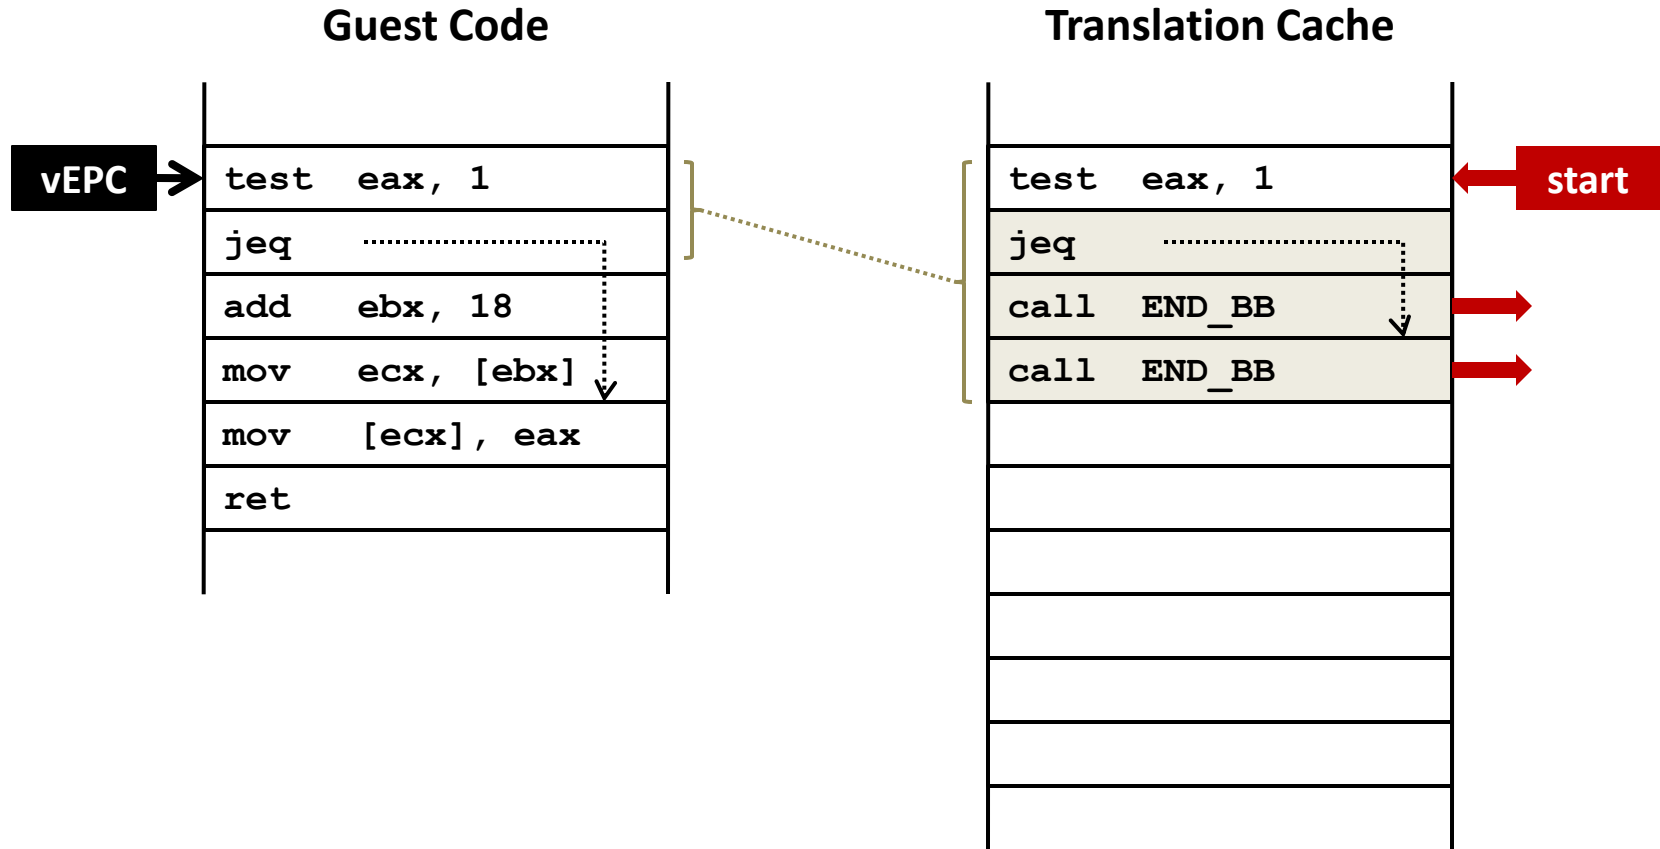 Guest Code
Translation Cache
vEPC
test eax, 1
jeq
add ebx, 18
mov ecx, [ebx]
mov [ecx], eax
ret
test eax, 1
jeq
call END_BB
call END_BB
start